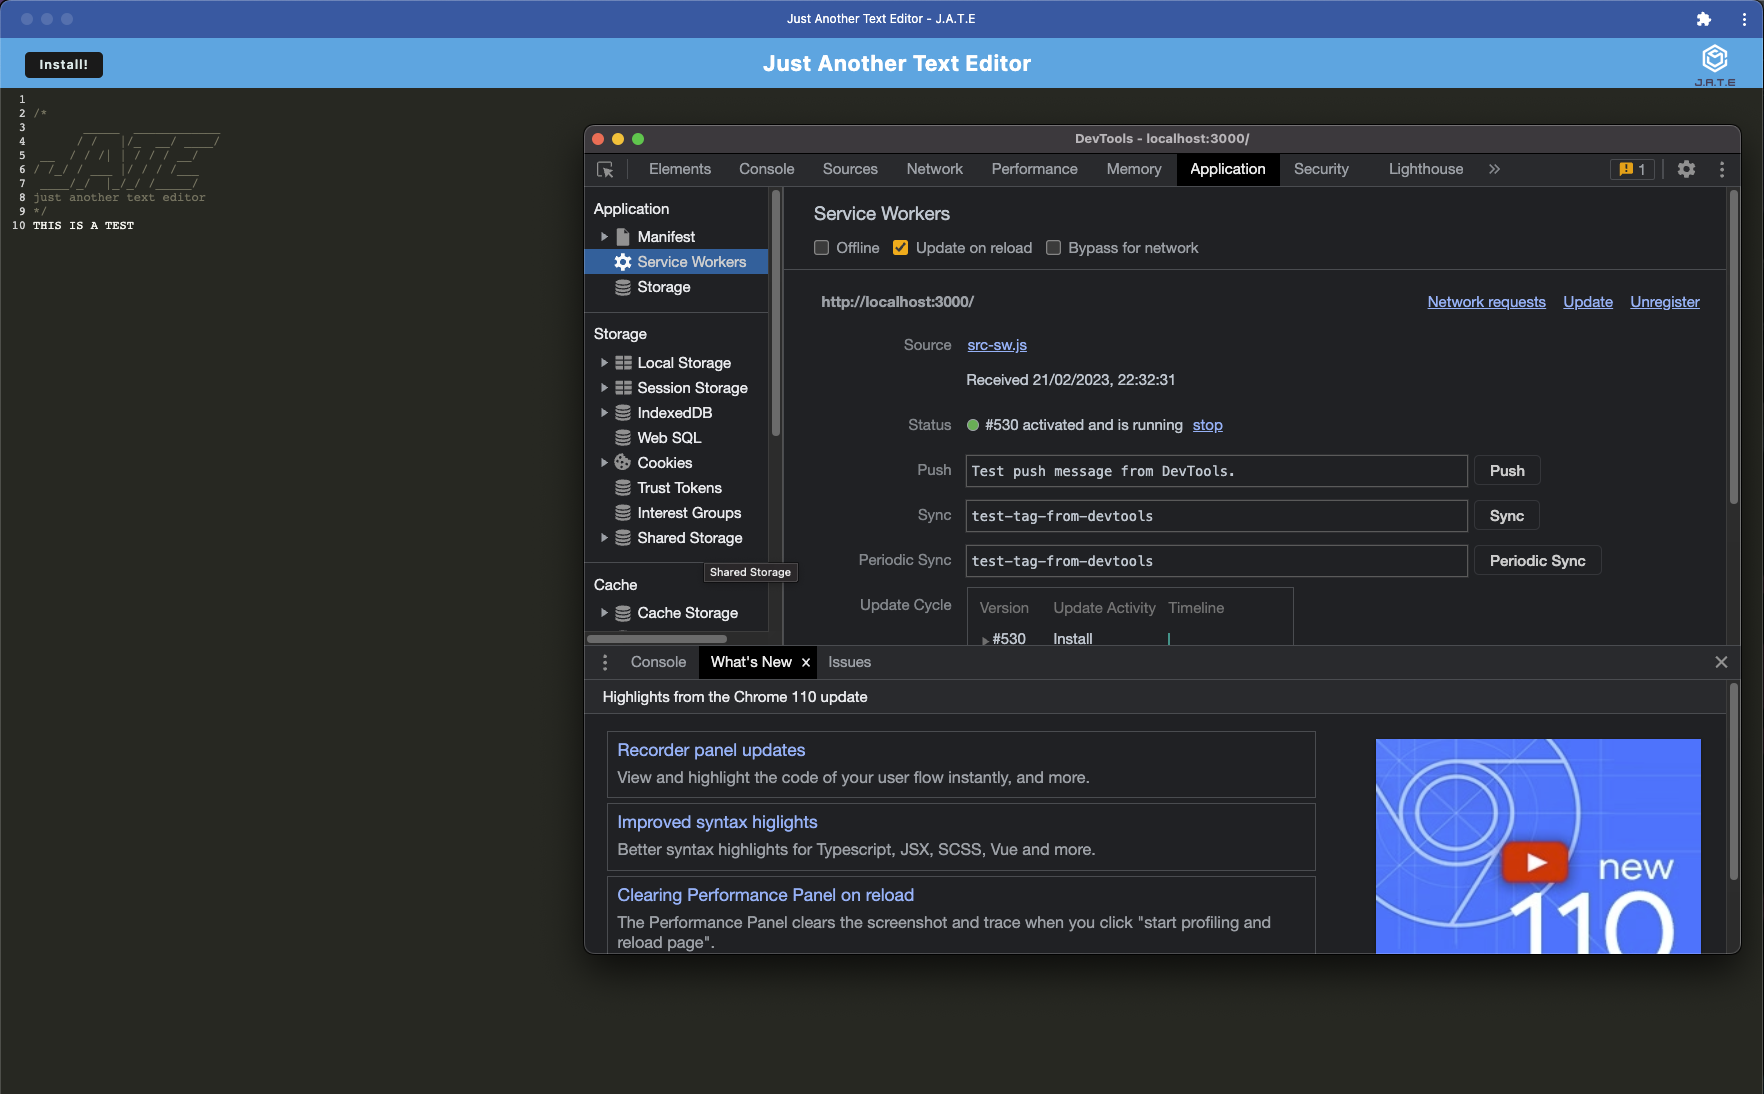 Just Another Text Editor - J.A.T.E
Install!
Just Another Text Editor
J.A.T.E
1
2 /*
3
4
5
6
7
8 just another text editor
9 */
10 THIS IS A TEST
DevTools - localhost:3000/
Elements Console Sources Network Performance Memory Application Security Lighthouse » 1
Application
Manifest
Service Workers
Storage
Storage
Local Storage
Session Storage
IndexedDB
Web SQL
Cookies
Trust Tokens
Interest Groups
Shared Storage
Shared Storage
Cache
Cache Storage
Service Workers
Offline Update on reload Bypass for network
http://localhost:3000/ Network requests Update Unregister
Source src-sw.js
Received 21/02/2023, 22:32:31
Status #530 activated and is running stop
Push Test push message from DevTools. Push
Sync test-tag-from-devtools Sync
Periodic Sync test-tag-from-devtools Periodic Sync
Update Cycle Version Update Activity Timeline
#530 Install
Console What's New x Issues
Highlights from the Chrome 110 update
Recorder panel updates
View and highlight the code of your user flow instantly, and more.
Improved syntax higlights
Better syntax highlights for Typescript, JSX, SCSS, Vue and more.
Clearing Performance Panel on reload
The Performance Panel clears the screenshot and trace when you click "start profiling and
reload page".
new
110